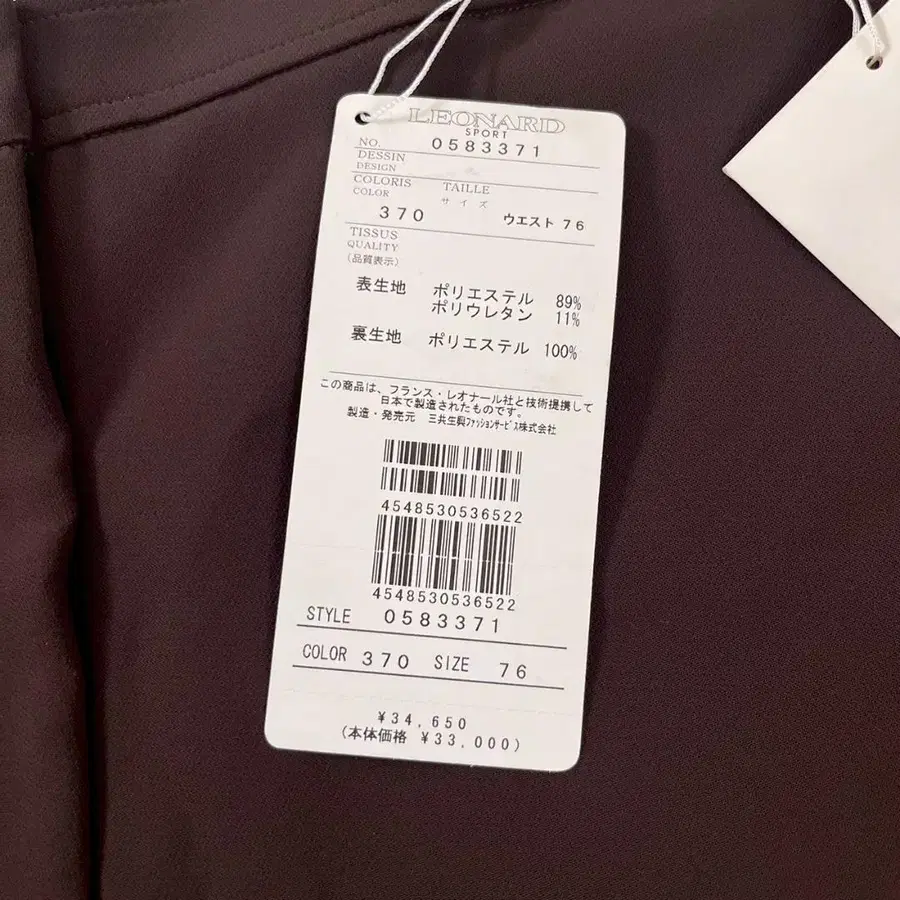 LEONARD
SPORT
NO. 0583371
DESSIN
DESIGN
COLORIS TAILLE
COLOR サイズ
370 ウエスト 76
TISSUS
QUALITY
(品質表示)
表生地 ポリエステル 89%
ポリウレタン 11%
裏生地 ポリエステル 100%
この商品は、フランス・レオナール社と技術提携して
日本で製造されたものです。
製造・発売元 三共生興ファッションサービス株式会社
4548530536522
4548530536522
STYLE 0583371
COLOR 370 SIZE 76
¥34,650
(本体価格 ¥33,000)